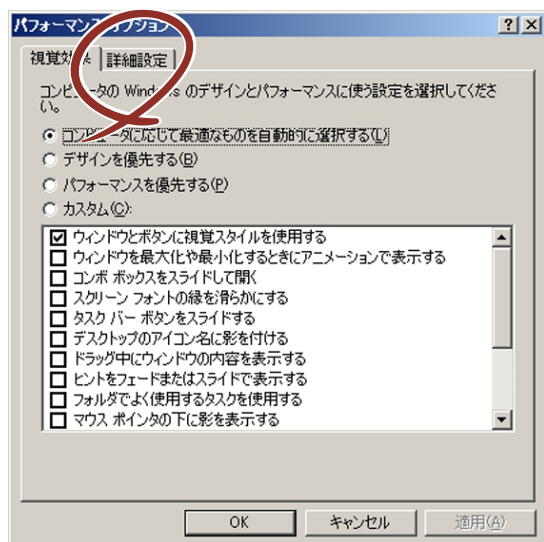 パフォーマンス オプション
視覚効果
詳細設定
コンピュータの Windows のデザインとパフォーマンスに使う設定を選択してくださ
い。
コンピュータに応じて最適なものを自動的に選択する(L)
デザインを優先する(B)
パフォーマンスを優先する(P)
カスタム(C):
ウィンドウとボタンに視覚スタイルを使用する
ウィンドウを最大化や最小化するときにアニメーションで表示する
コンボ ボックスをスライドして開く
スクリーン フォントの縁を滑らかにする
タスク バー ボタンをスライドする
デスクトップのアイコン名に影を付ける
ドラッグ中にウィンドウの内容を表示する
ヒントをフェードまたはスライドで表示する
フォルダでよく使用するタスクを使用する
マウス ポインタの下に影を表示する
OK
キャンセル
適用(A)